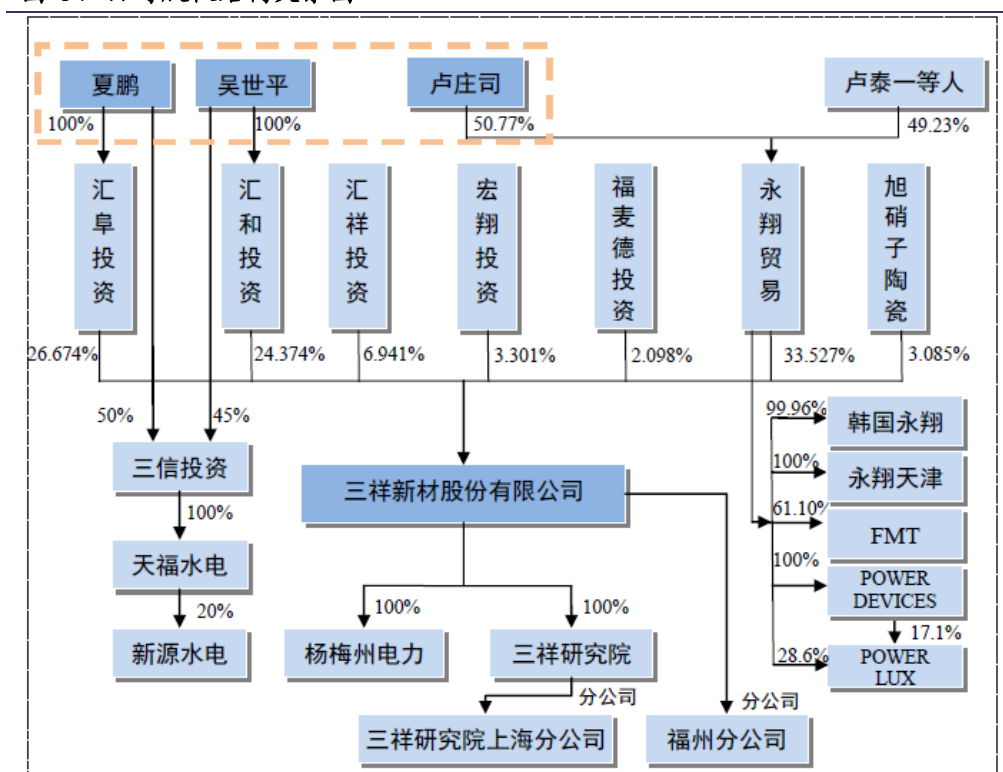 夏鹏
吴世平
卢庄司
卢泰一等人
100%
100%
50.77%
49.23%
汇阜投资
汇和投资
汇祥投资
宏翔投资
福麦德投资
永翔贸易
旭硝子陶瓷
26.674%
24.374%
6.941%
3.301%
2.098%
33.527%
3.085%
50%
45%
99.96%
韩国永翔
三信投资
三祥新材股份有限公司
100%
永翔天津
100%
61.10%
FMT
天福水电
100%
POWER
DEVICES
20%
100%
100%
17.1%
新源水电
杨梅州电力
三祥研究院
28.6%
POWER
LUX
分公司
分公司
三祥研究院上海分公司
福州分公司